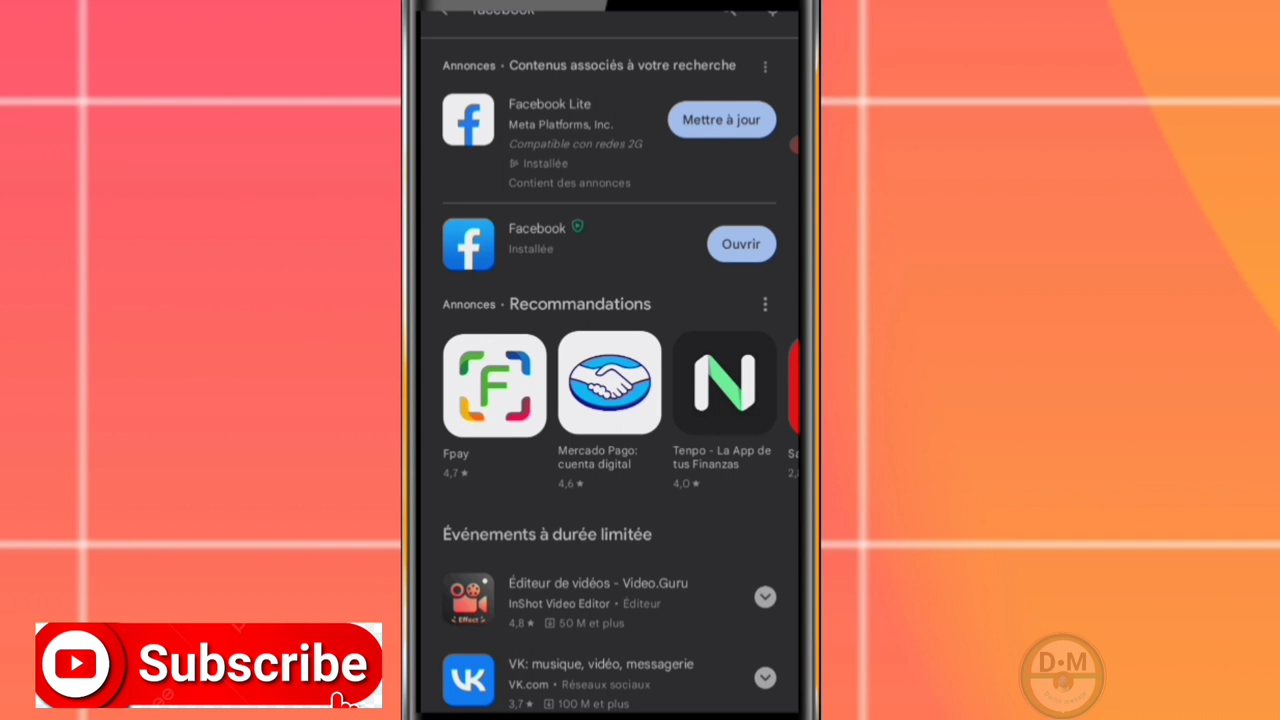 facebook
Annonces • Contenus associés à votre recherche
Facebook Lite
Meta Platforms, Inc.
Compatible con redes 2G
Installée
Contient des annonces
Mettre à jour
Facebook
Installée
Ouvrir
Annonces • Recommandations
Fpay
4,7 ★
Mercado Pago: cuenta digital
4,6 ★
Tenpo - La App de tus Finanzas
4,0 ★
Événements à durée limitée
Effect
Éditeur de vidéos - Video.Guru
InShot Video Editor • Éditeur
4,8 ★ 50 M et plus
VK: musique, vidéo, messagerie
VK.com • Réseaux sociaux
3,7 ★ 100 M et plus
Subscribe
D M